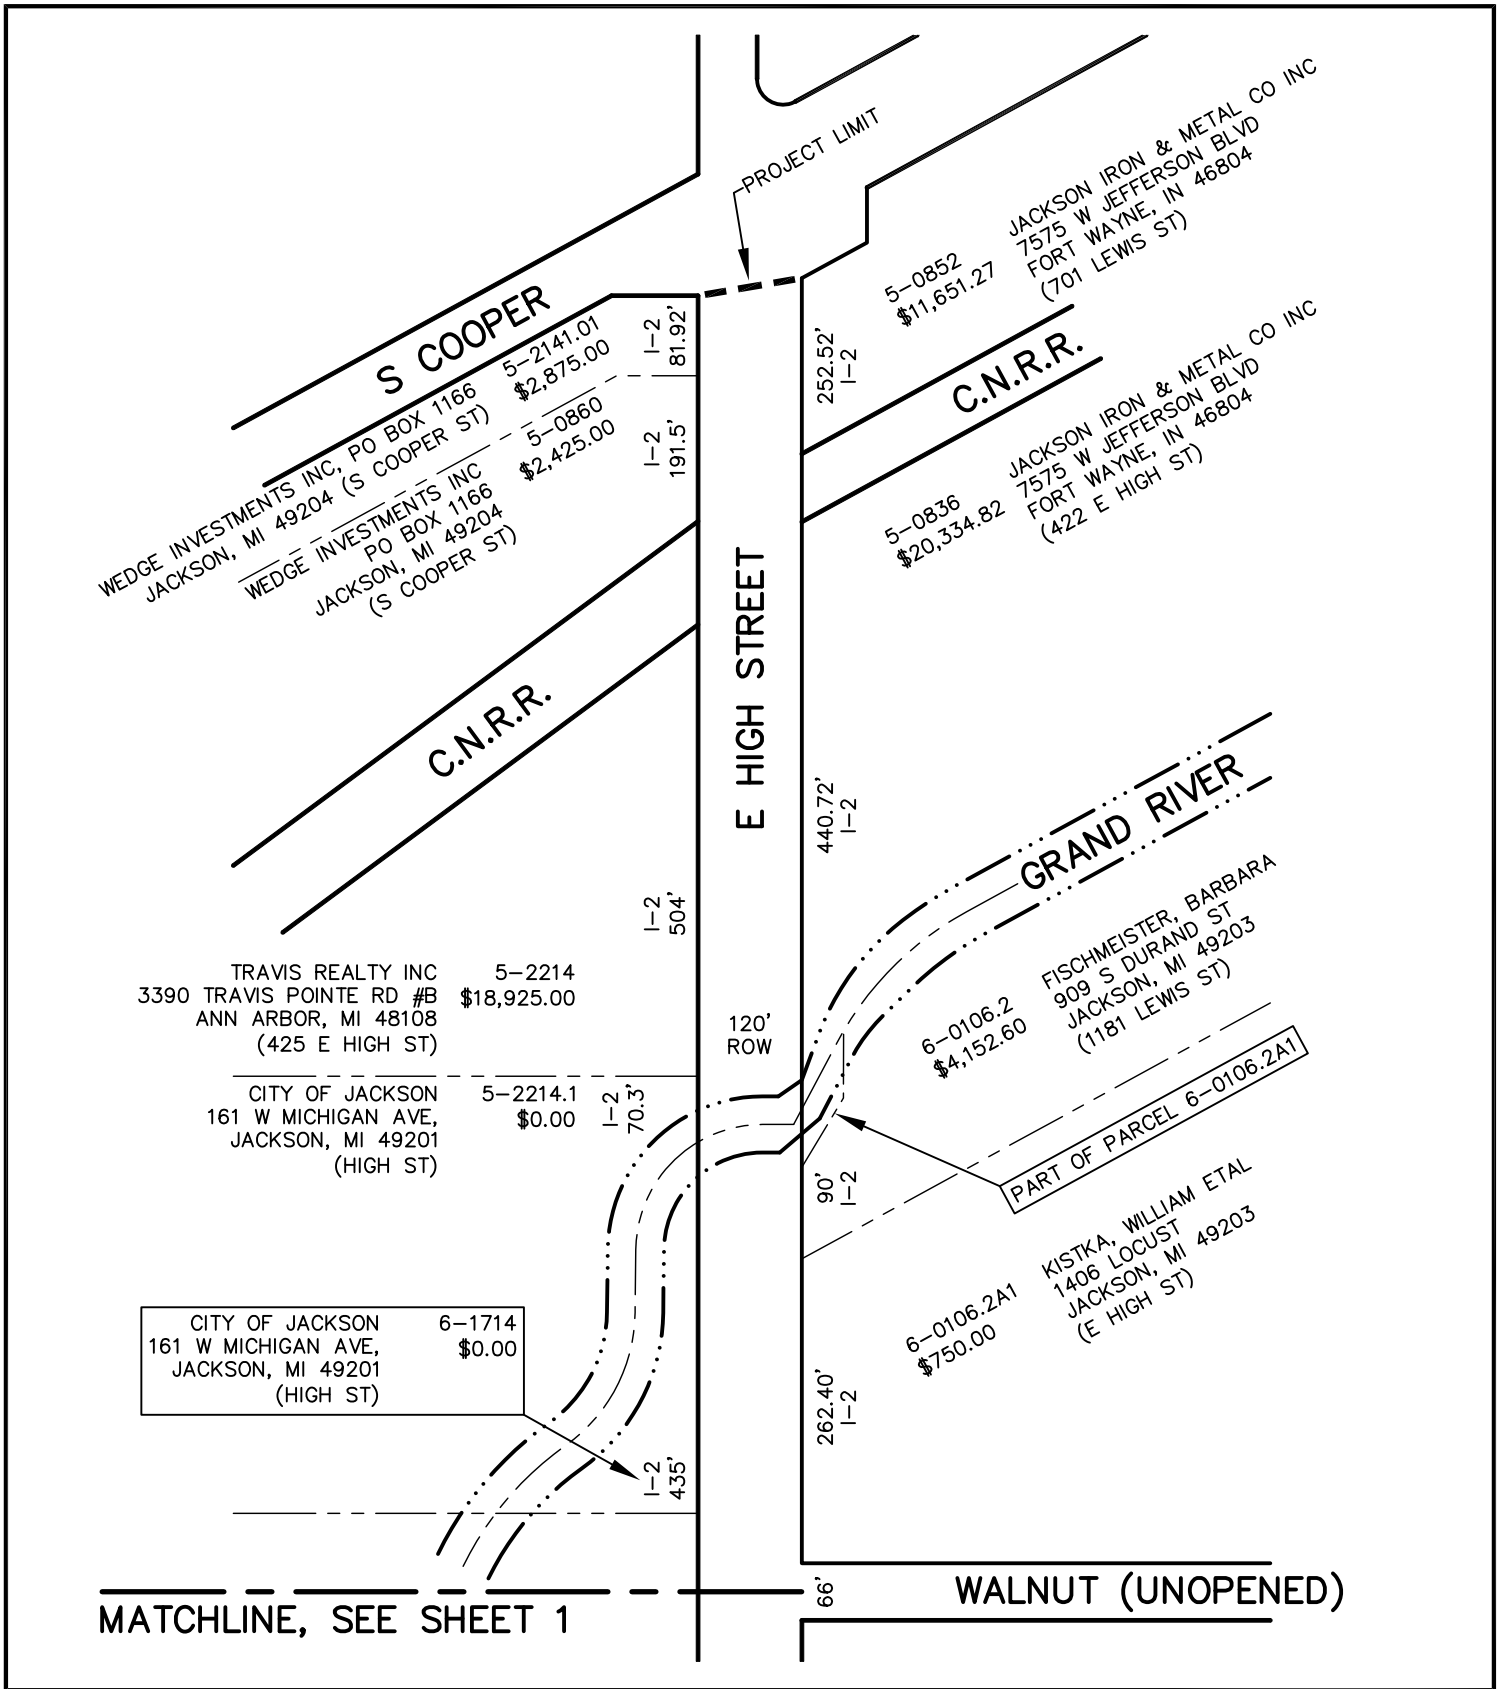 PROJECT LIMIT
JACKSON IRON & METAL CO INC
7575 W JEFFERSON BLVD
FORT WAYNE, IN 46804
(701 LEWIS ST)
5-0852
$11,651.27
S COOPER
5-2141.01
$2,875.00
I-2
81.92'
252.52'
I-2
C.N.R.R.
WEDGE INVESTMENTS INC, PO BOX 1166
JACKSON, MI 49204 (S COOPER ST)
5-0860
$2,425.00
I-2
191.5'
WEDGE INVESTMENTS INC
PO BOX 1166
JACKSON, MI 49204
(S COOPER ST)
JACKSON IRON & METAL CO INC
7575 W JEFFERSON BLVD
FORT WAYNE, IN 46804
(422 E HIGH ST)
5-0836
$20,334.82
E HIGH STREET
C.N.R.R.
440.72'
I-2
GRAND RIVER
I-2
504'
TRAVIS REALTY INC
3390 TRAVIS POINTE RD #B
ANN ARBOR, MI 48108
(425 E HIGH ST)
5-2214
$18,925.00
120'
ROW
FISCHMEISTER, BARBARA
909 S DURAND ST
JACKSON, MI 49203
(1181 LEWIS ST)
6-0106.2
$4,152.60
CITY OF JACKSON
161 W MICHIGAN AVE,
JACKSON, MI 49201
(HIGH ST)
5-2214.1
$0.00
I-2
70.3'
PART OF PARCEL 6-0106.2A1
90'
I-2
KISTKA, WILLIAM ETAL
1406 LOCUST
JACKSON, MI 49203
(E HIGH ST)
6-0106.2A1
$750.00
CITY OF JACKSON
161 W MICHIGAN AVE,
JACKSON, MI 49201
(HIGH ST)
6-1714
$0.00
262.40'
I-2
I-2
435'
66'
WALNUT (UNOPENED)
MATCHLINE, SEE SHEET 1